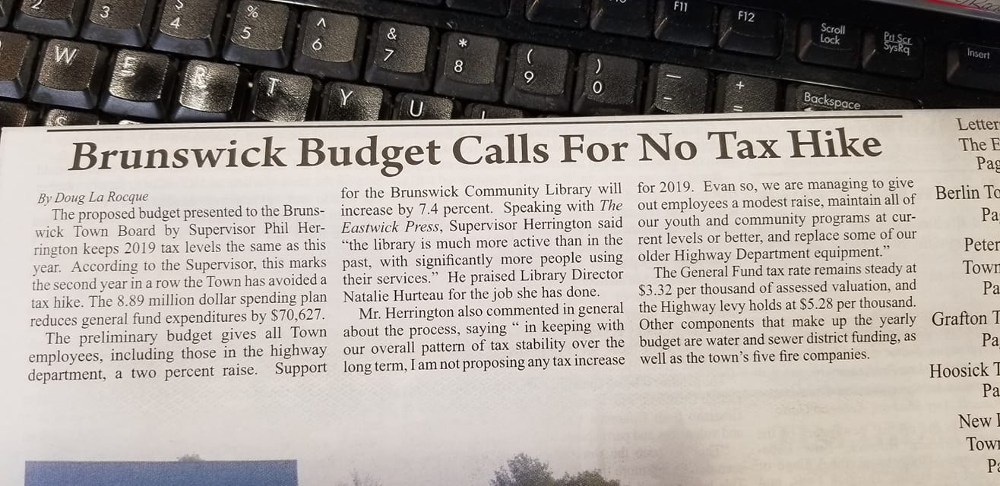 2
3
$
4
%
5
^
6
&
7
*
8
(
9
)
0
—
-
+
=
F11
F12
Scroll
Lock
Prt Scr
SysRq
Insert
Backspace
W
E
R
T
Y
U
S
Brunswick Budget Calls For No Tax Hike
By Doug La Rocque
The proposed budget presented to the Bruns-
wick Town Board by Supervisor Phil Her-
rington keeps 2019 tax levels the same as this
year. According to the Supervisor, this marks
the second year in a row the Town has avoided a
tax hike. The 8.89 million dollar spending plan
reduces general fund expenditures by $70,627.
The preliminary budget gives all Town
employees, including those in the highway
department, a two percent raise. Support
for the Brunswick Community Library will
increase by 7.4 percent. Speaking with The
Eastwick Press, Supervisor Herrington said
“the library is much more active than in the
past, with significantly more people using
their services.” He praised Library Director
Natalie Hurteau for the job she has done.
Mr. Herrington also commented in general
about the process, saying “ in keeping with
our overall pattern of tax stability over the
long term, I am not proposing any tax increase
for 2019. Evan so, we are managing to give
out employees a modest raise, maintain all of
our youth and community programs at cur-
rent levels or better, and replace some of our
older Highway Department equipment.”
The General Fund tax rate remains steady at
$3.32 per thousand of assessed valuation, and
the Highway levy holds at $5.28 per thousand.
Other components that make up the yearly
budget are water and sewer district funding, as
well as the town’s five fire companies.
Letter
The E
Pag
Berlin To
Pa
Peter
Town
Pa
Grafton T
Pa
Hoosick T
Pa
New
Town
Pa